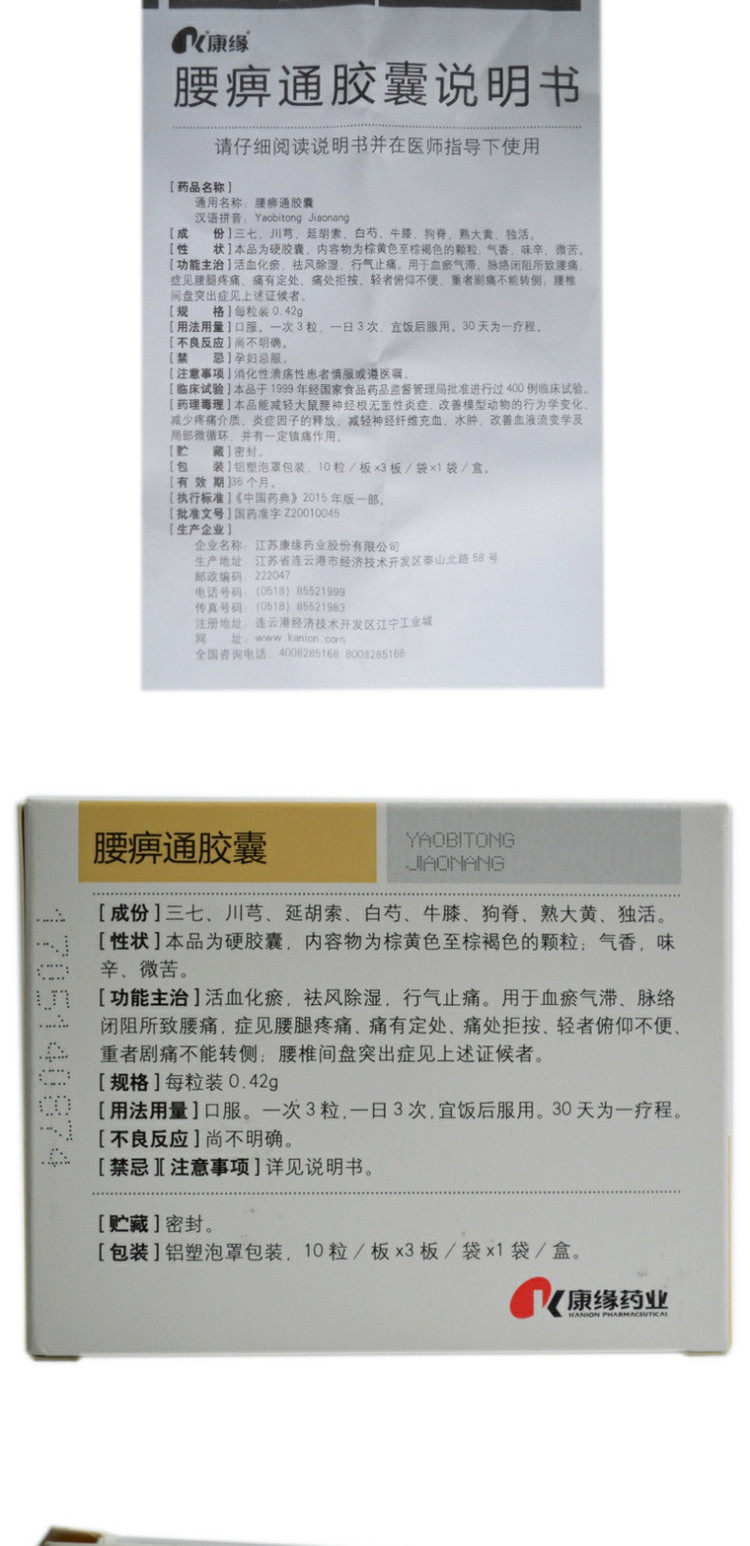 康缘
腰痹通胶囊说明书
请仔细阅读说明书并在医师指导下使用
[药品名称]
通用名称：腰痹通胶囊
汉语拼音：Yaobitong Jiaonang
[成 份]三七、川芎、延胡索、白芍、牛膝、狗脊、熟大黄、独活。
[性 状]本品为硬胶囊，内容物为棕黄色至棕褐色的颗粒；气香，味辛、微苦。
[功能主治]活血化瘀，祛风除湿，行气止痛。用于血瘀气滞、脉络闭阻所致腰痛，
症见腰腿疼痛、痛有定处、痛处拒按、轻者俯仰不便、重者剧痛不能转侧；腰椎
间盘突出症见上述证候者。
[规 格]每粒装0.42g
[用法用量]口服。一次3粒，一日3次，宜饭后服用。30天为一疗程。
[不良反应]尚不明确。
[禁 忌]孕妇忌服。
[注意事项]消化性溃疡性患者慎服或遵医嘱。
[临床试验]本品于1999年经国家食品药品监督管理局批准进行过400例临床试验。
[药理毒理]本品能减轻大鼠腰神经根无菌性炎症，改善模型动物的行为学变化，
减少疼痛介质、炎症因子的释放，减轻神经纤维充血，水肿，改善血液流变学及
局部微循环，并有一定镇痛作用。
[贮 藏]密封。
[包 装]铝塑泡罩包装，10粒/板×3板/袋×1袋/盒。
[有 效 期]36个月。
[执行标准]《中国药典》2015年版一部。
[批准文号]国药准字Z20010045
[生产企业]
企业名称：江苏康缘药业股份有限公司
生产地址：江苏省连云港市经济技术开发区泰山北路58号
邮政编码：222047
电话号码：(0518) 85521999
传真号码：(0518) 85521983
注册地址：连云港经济技术开发区江宁工业城
网 址：www.kanion.com
全国咨询电话：4008285168 8008285168
腰痹通胶囊
YAOBITONG
JIAONANG
[成份]三七、川芎、延胡索、白芍、牛膝、狗脊、熟大黄、独活。
[性状]本品为硬胶囊，内容物为棕黄色至棕褐色的颗粒；气香，味
辛、微苦。
[功能主治]活血化瘀，祛风除湿，行气止痛。用于血瘀气滞、脉络
闭阻所致腰痛，症见腰腿疼痛、痛有定处、痛处拒按、轻者俯仰不便、
重者剧痛不能转侧；腰椎间盘突出症见上述证候者。
[规格]每粒装0.42g
[用法用量]口服。一次3粒，一日3次，宜饭后服用。30天为一疗程。
[不良反应]尚不明确。
[禁忌][注意事项]详见说明书。
[贮藏]密封。
[包装]铝塑泡罩包装，10粒/板×3板/袋×1袋/盒。
康缘药业
KANION PHARMACEUTICAL